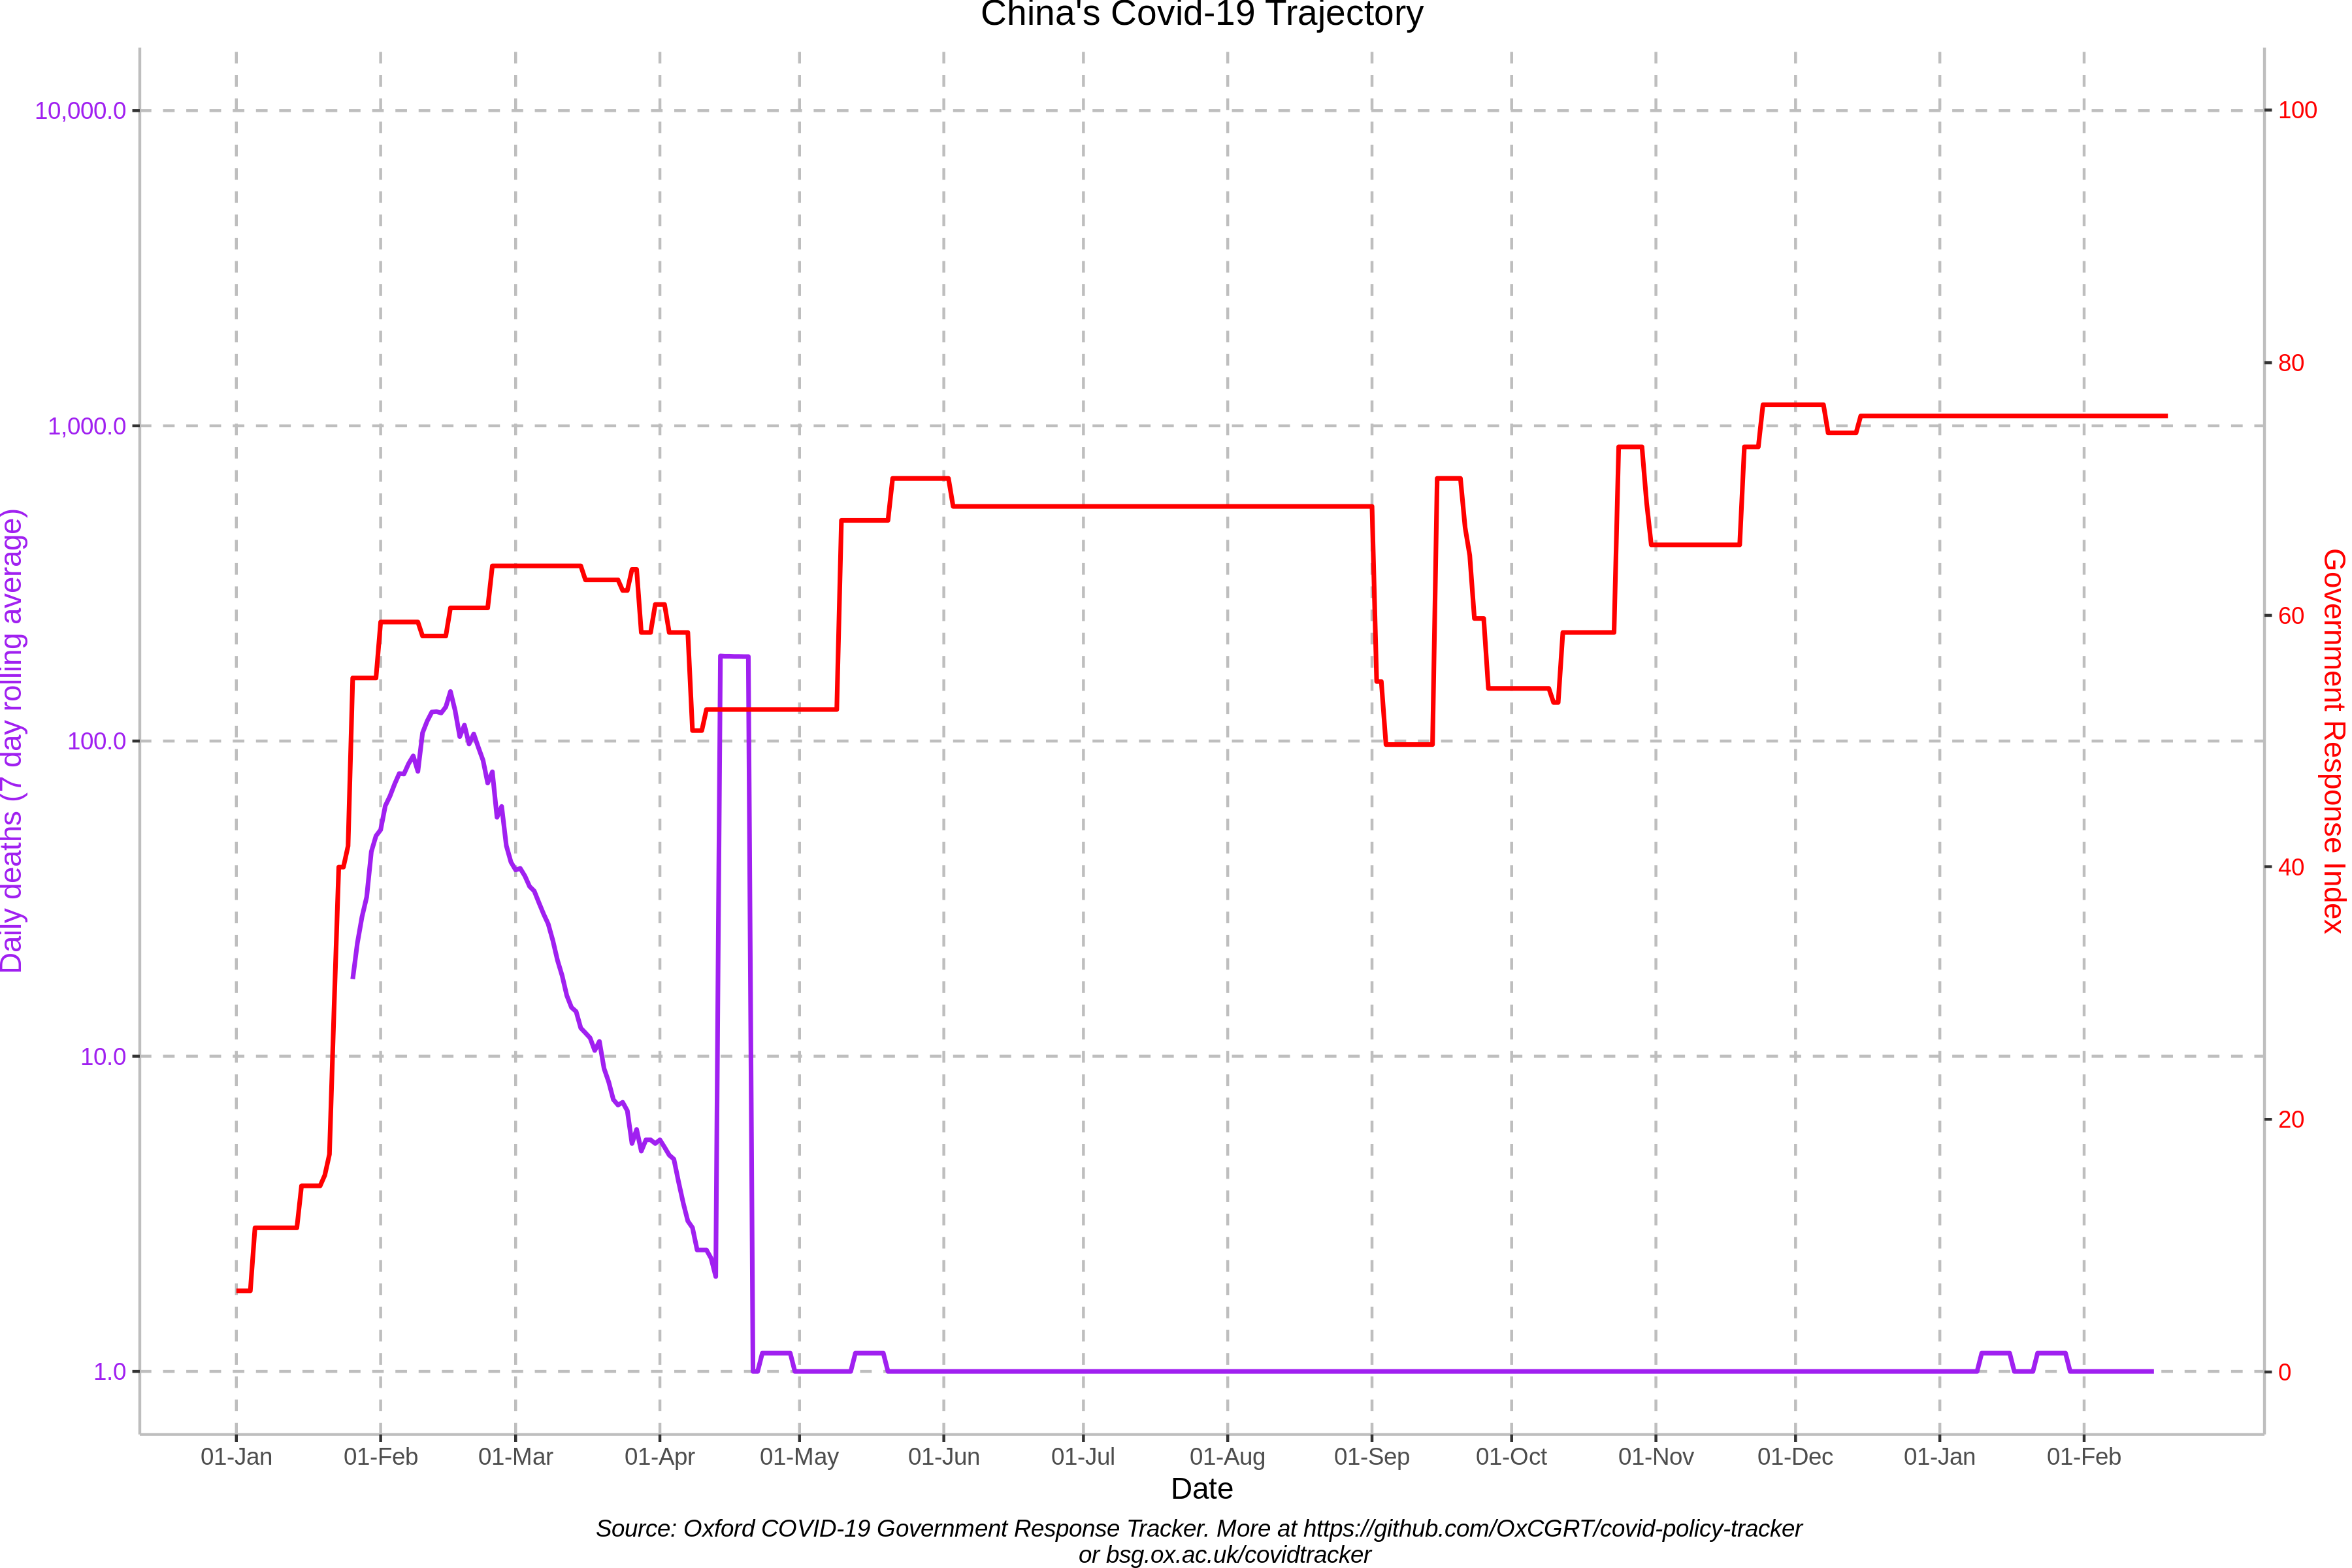 China's Covid-19 Trajectory
10,000.0
1,000.0
100.0
10.0
1.0
Daily deaths (7 day rolling average)
100
80
60
40
20
0
Government Response Index
01-Jan 01-Feb 01-Mar 01-Apr 01-May 01-Jun 01-Jul 01-Aug 01-Sep 01-Oct 01-Nov 01-Dec 01-Jan 01-Feb
Date
Source: Oxford COVID-19 Government Response Tracker. More at https://github.com/OxCGRT/covid-policy-tracker
or bsg.ox.ac.uk/covidtracker